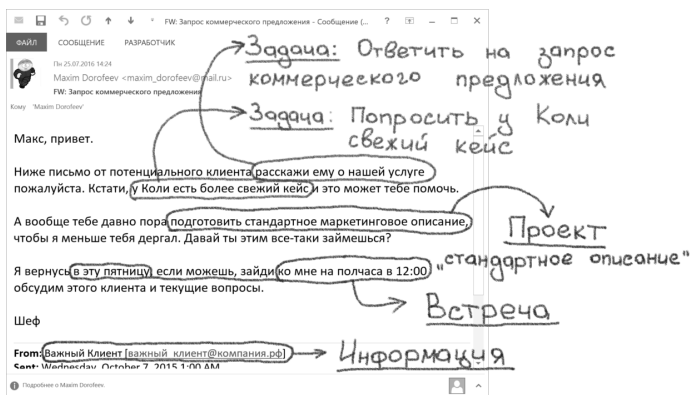 FW: Запрос коммерческого предложения - Сообщение (...
ФАЙЛ СООБЩЕНИЕ РАЗРАБОТЧИК
Пн 25.07.2016 14:24
Maxim Dorofeev <maxim_dorofeev@mail.ru>
FW: Запрос коммерческого предложения
Кому 'Maxim Dorofeev'
Задача: Ответить на запрос
коммерческого предложения
Задача: Попросить у Коли
свежий кейс
Макс, привет.
Ниже письмо от потенциального клиента расскажи ему о нашей услуге
пожалуйста. Кстати, у Коли есть более свежий кейс и это может тебе помочь.
А вообще тебе давно пора подготовить стандартное маркетинговое описание,
чтобы я меньше тебя дергал. Давай ты этим все-таки займешься?
Проект
"стандартное описание"
Я вернусь в эту пятницу, если можешь, зайди ко мне на полчаса в 12:00
обсудим этого клиента и текущие вопросы.
Встреча
Шеф
From: Важный Клиент [важный_клиент@компания.рф]
Информация
Sent: Wednesday, October 7, 2015 1:00 AM
Подробнее о Maxim Dorofeev.